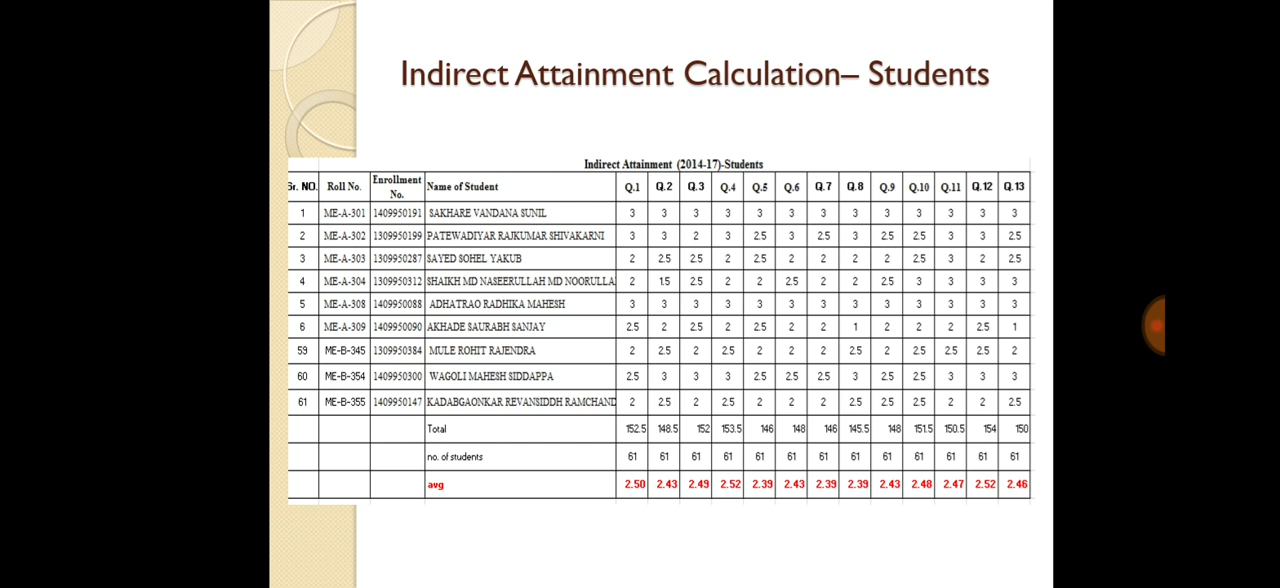 Indirect Attainment Calculation– Students
Indirect Attainment (2014-17)-Students
Sr. NO. Roll No. Enrollment No. Name of Student Q.1 Q.2 Q.3 Q.4 Q.5 Q.6 Q.7 Q.8 Q.9 Q.10 Q.11 Q.12 Q.13
1 ME-A-301 1409950191 SAKHARE VANDANA SUNIL 3 3 3 3 3 3 3 3 3 3 3 3 3
2 ME-A-302 1309950199 PATEWADIYAR RAJKUMAR SHIVAKARNI 3 3 2 3 2.5 3 2.5 3 2.5 2.5 3 3 2.5
3 ME-A-303 1309950287 SAYED SOHEL YAKUB 2 2.5 2.5 2 2.5 2 2 2 2 2.5 3 2 2.5
4 ME-A-304 1309950312 SHAIKH MD NASEERULLAH MD NOORULLA 2 1.5 2.5 2 2 2.5 2 2 2.5 3 3 3 3
5 ME-A-308 1409950088 ADHATRAO RADHIKA MAHESH 3 3 3 3 3 3 3 3 3 3 3 3 3
6 ME-A-309 1409950090 AKHADE SAURABH SANJAY 2.5 2 2.5 2 2.5 2 2 1 2 2 2 2.5 1
59 ME-B-345 1309950384 MULE ROHIT RAJENDRA 2 2.5 2 2.5 2 2 2 2.5 2 2.5 2.5 2.5 2
60 ME-B-354 1409950300 WAGOLI MAHESH SIDDAPPA 2.5 3 3 3 2.5 2.5 2.5 3 2.5 2.5 3 3 3
61 ME-B-355 1409950147 KADABGAONKAR REVANSIDDH RAMCHAND 2 2.5 2 2.5 2 2 2 2.5 2.5 2.5 2 2 2.5
Total 152.5 148.5 152 153.5 146 148 146 145.5 148 151.5 150.5 154 150
no. of students 61 61 61 61 61 61 61 61 61 61 61 61 61
avg 2.50 2.43 2.49 2.52 2.39 2.43 2.39 2.39 2.43 2.48 2.47 2.52 2.46